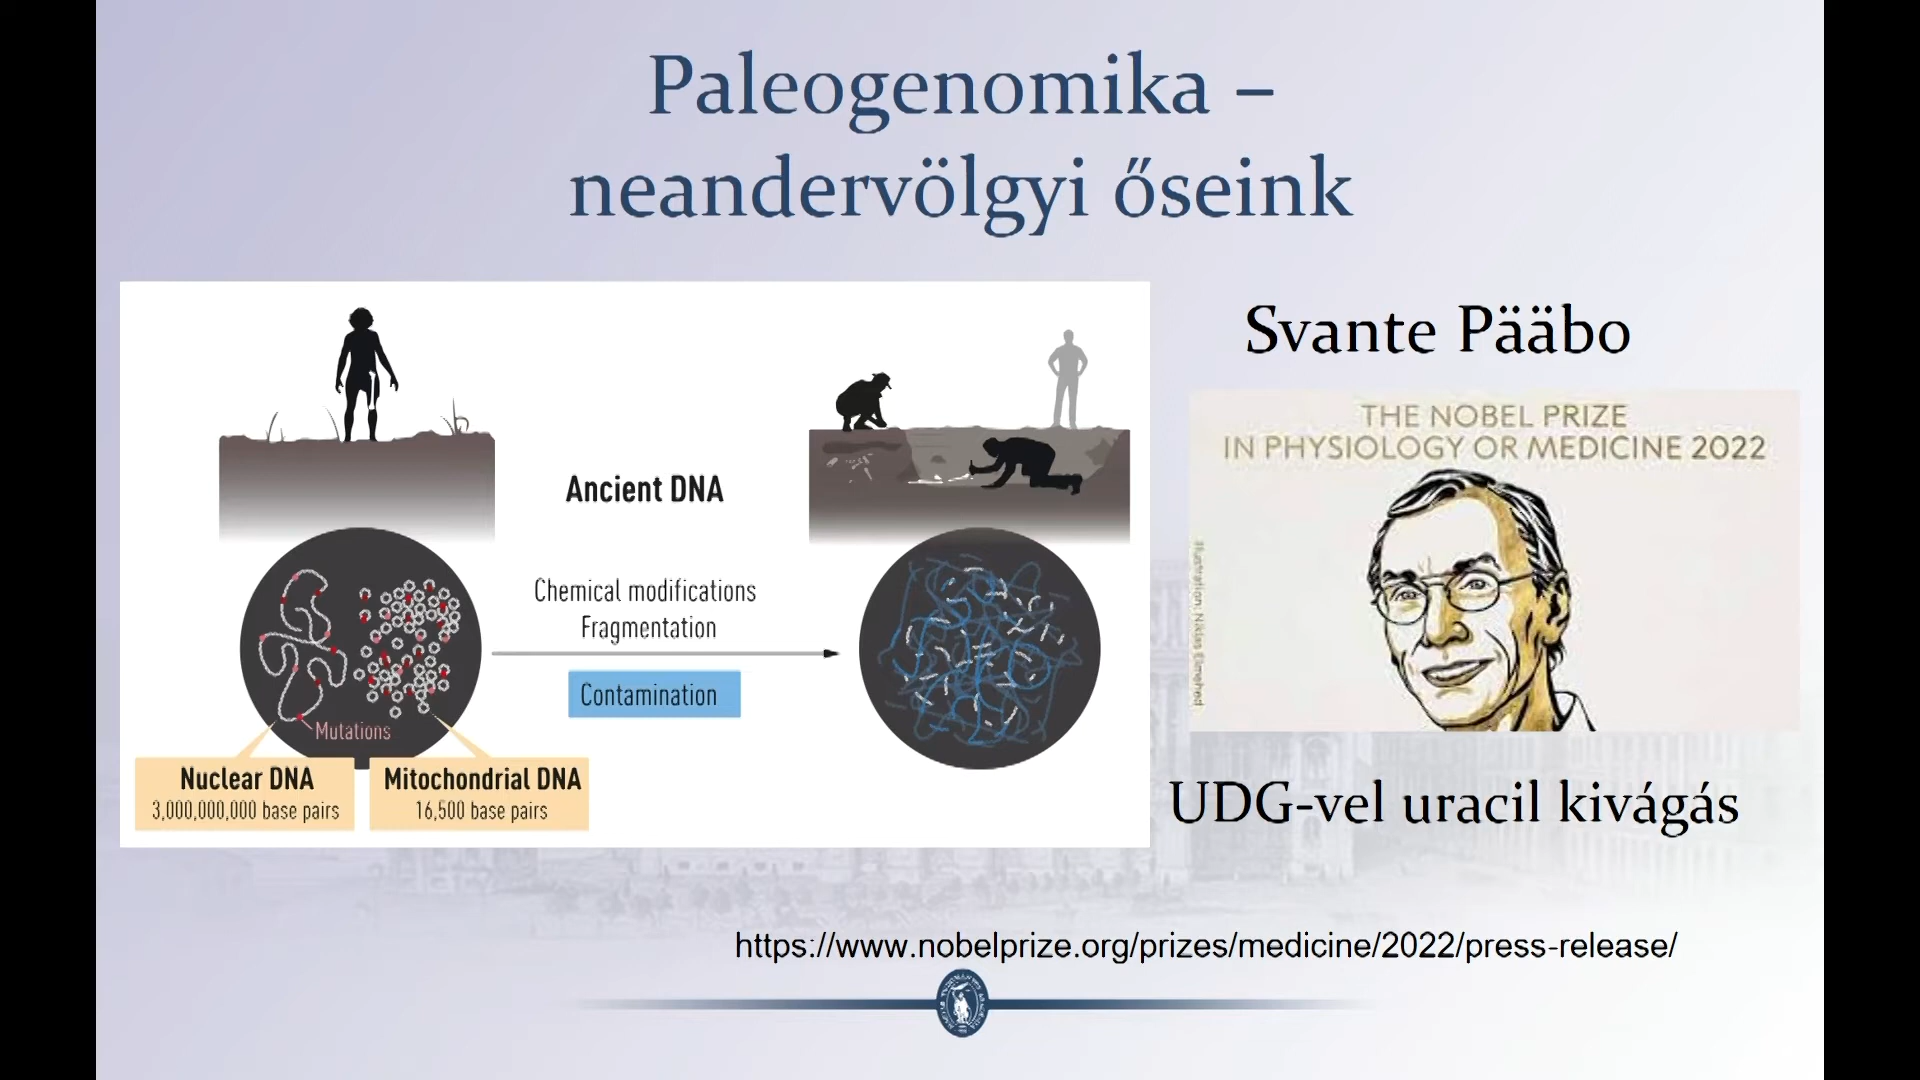 Paleogenomika –
neandervölgyi őseink
Ancient DNA
Chemical modifications
Fragmentation
Contamination
Mutations
Nuclear DNA
3,000,000,000 base pairs
Mitochondrial DNA
16,500 base pairs
Svante Pääbo
THE NOBEL PRIZE
IN PHYSIOLOGY OR MEDICINE 2022
Illustration: Niklas Elmehed
UDG-vel uracil kivágás
https://www.nobelprize.org/prizes/medicine/2022/press-release/